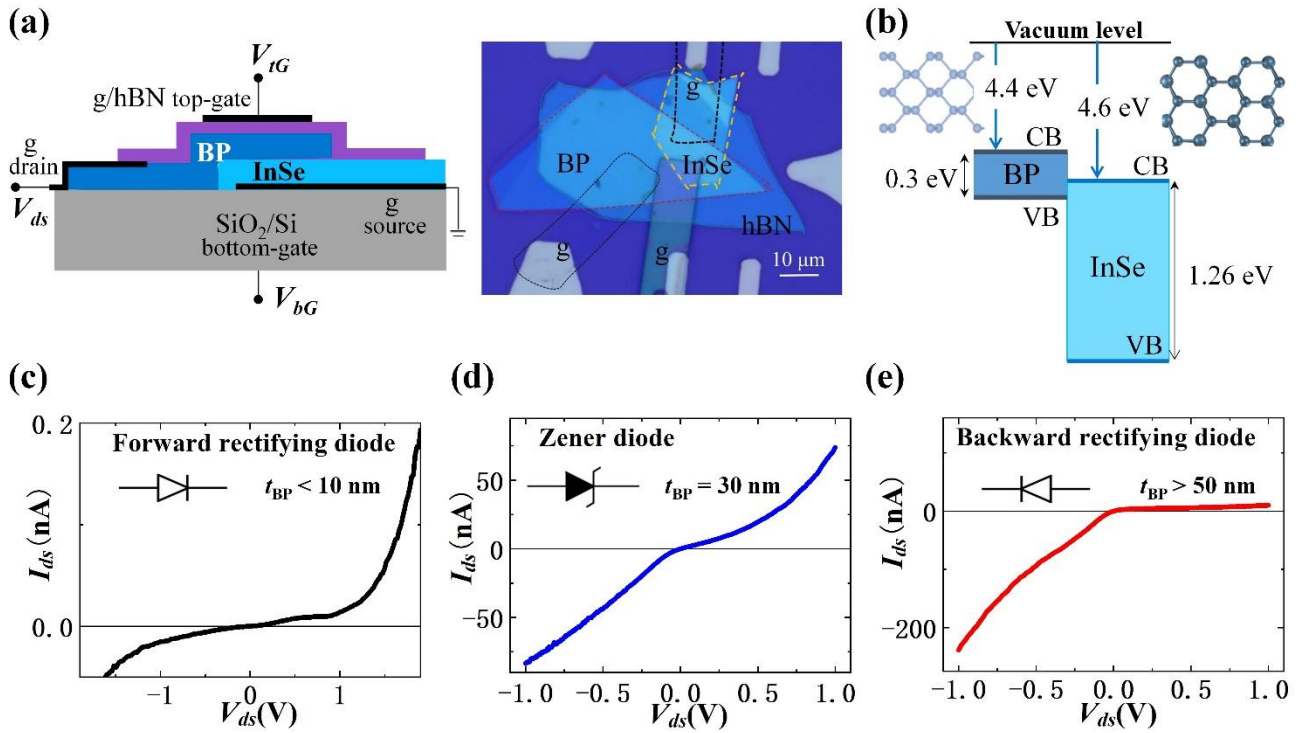 (a)
V_tG
g/hBN top-gate
g
drain
BP
InSe
V_ds
g
source
SiO₂/Si
bottom-gate
V_bG
g
BP
InSe
g
hBN
g
10 μm
(b)
Vacuum level
4.4 eV
4.6 eV
CB
0.3 eV
BP
CB
VB
InSe
1.26 eV
VB
(c)
0.2
Forward rectifying diode
t_BP < 10 nm
I_ds (nA)
0.0
−1 0 1
V_ds(V)
(d)
Zener diode
50
t_BP = 30 nm
I_ds (nA)
0
−50
−1.0 −0.5 0.0 0.5 1.0
V_ds(V)
(e)
Backward rectifying diode
t_BP > 50 nm
I_ds (nA)
0
−200
−1.0 −0.5 0.0 0.5 1.0
V_ds(V)